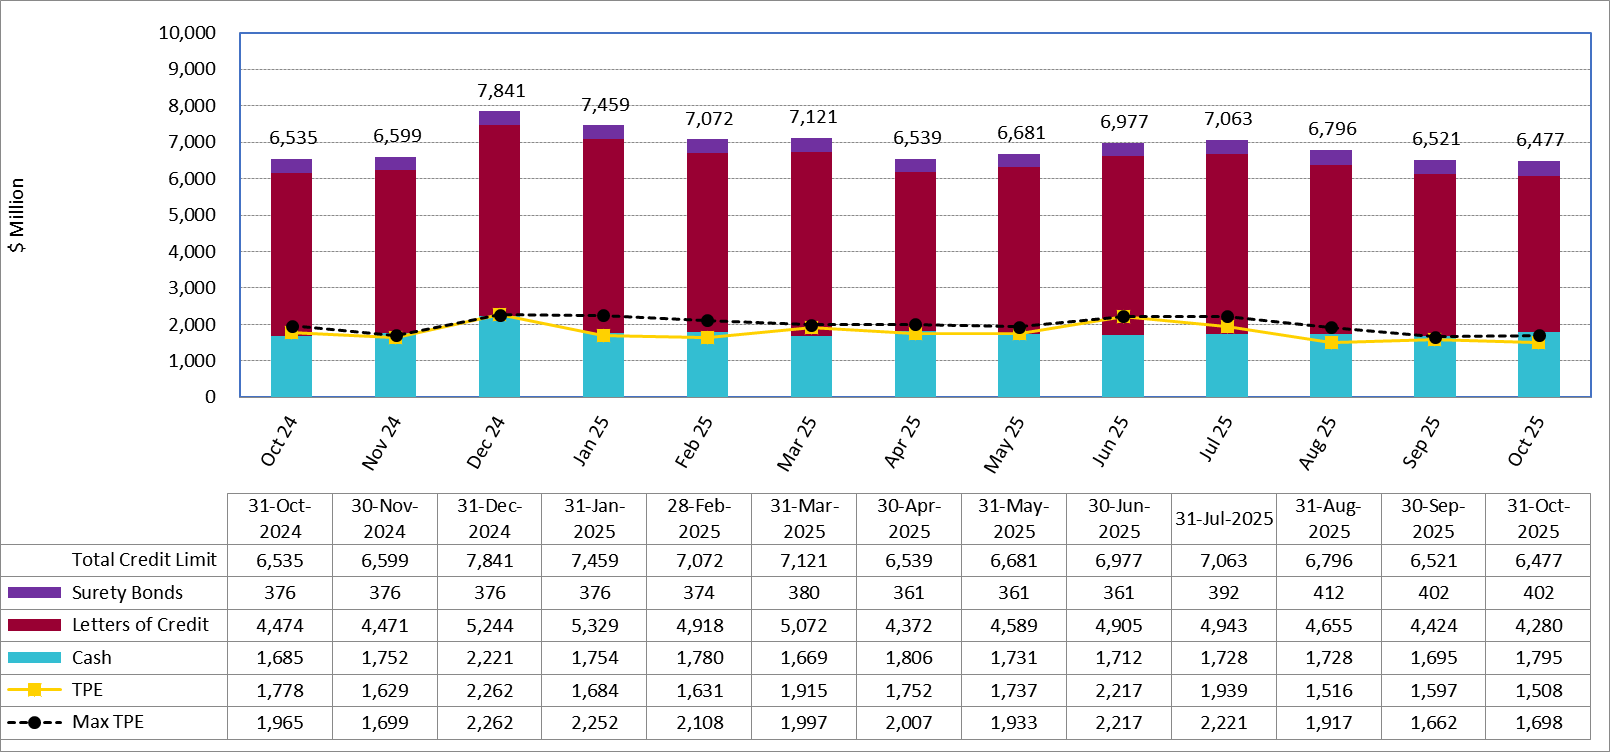 $ Million
10,000
9,000
8,000
7,000
6,000
5,000
4,000
3,000
2,000
1,000
0
6,535 6,599 7,841 7,459 7,072 7,121 6,539 6,681 6,977 7,063 6,796 6,521 6,477
Oct 24 Nov 24 Dec 24 Jan 25 Feb 25 Mar 25 Apr 25 May 25 Jun 25 Jul 25 Aug 25 Sep 25 Oct 25
31-Oct-2024 30-Nov-2024 31-Dec-2024 31-Jan-2025 28-Feb-2025 31-Mar-2025 30-Apr-2025 31-May-2025 30-Jun-2025 31-Jul-2025 31-Aug-2025 30-Sep-2025 31-Oct-2025
Total Credit Limit 6,535 6,599 7,841 7,459 7,072 7,121 6,539 6,681 6,977 7,063 6,796 6,521 6,477
Surety Bonds 376 376 376 376 374 380 361 361 361 392 412 402 402
Letters of Credit 4,474 4,471 5,244 5,329 4,918 5,072 4,372 4,589 4,905 4,943 4,655 4,424 4,280
Cash 1,685 1,752 2,221 1,754 1,780 1,669 1,806 1,731 1,712 1,728 1,728 1,695 1,795
TPE 1,778 1,629 2,262 1,684 1,631 1,915 1,752 1,737 2,217 1,939 1,516 1,597 1,508
Max TPE 1,965 1,699 2,262 2,252 2,108 1,997 2,007 1,933 2,217 2,221 1,917 1,662 1,698